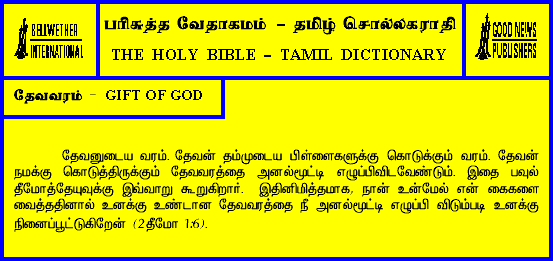 BELLWETHER
INTERNATIONAL
பரிசுத்த வேதாகமம் - தமிழ் சொல்லகராதி
THE HOLY BIBLE - TAMIL DICTIONARY
GOOD NEWS
PUBLISHERS
தேவவரம் - GIFT OF GOD
தேவனுடைய வரம். தேவன் தம்முடைய பிள்ளைகளுக்கு கொடுக்கும் வரம். தேவன்
நமக்கு கொடுத்திருக்கும் தேவவரத்தை அனல்மூட்டி எழுப்பிவிடவேண்டும். இதை பவுல்
தீமோத்தேயுவுக்கு இவ்வாறு கூறுகிறார். இதினிமித்தமாக, நான் உன்மேல் என் கைகளை
வைத்ததினால் உனக்கு உண்டான தேவவரத்தை நீ அனல்மூட்டி எழுப்பி விடும்படி உனக்கு
நினைப்பூட்டுகிறேன் (2தீமோ 1:6).